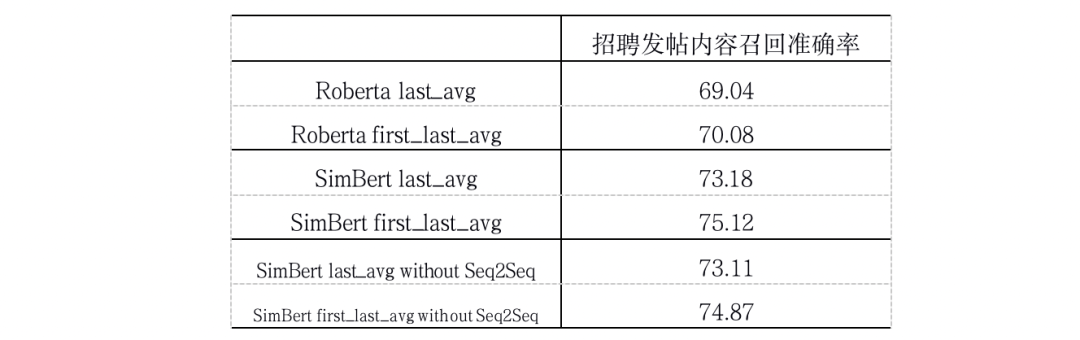 招聘发帖内容召回准确率
Roberta last_avg 69.04
Roberta first_last_avg 70.08
SimBert last_avg 73.18
SimBert first_last_avg 75.12
SimBert last_avg without Seq2Seq 73.11
SimBert first_last_avg without Seq2Seq 74.87